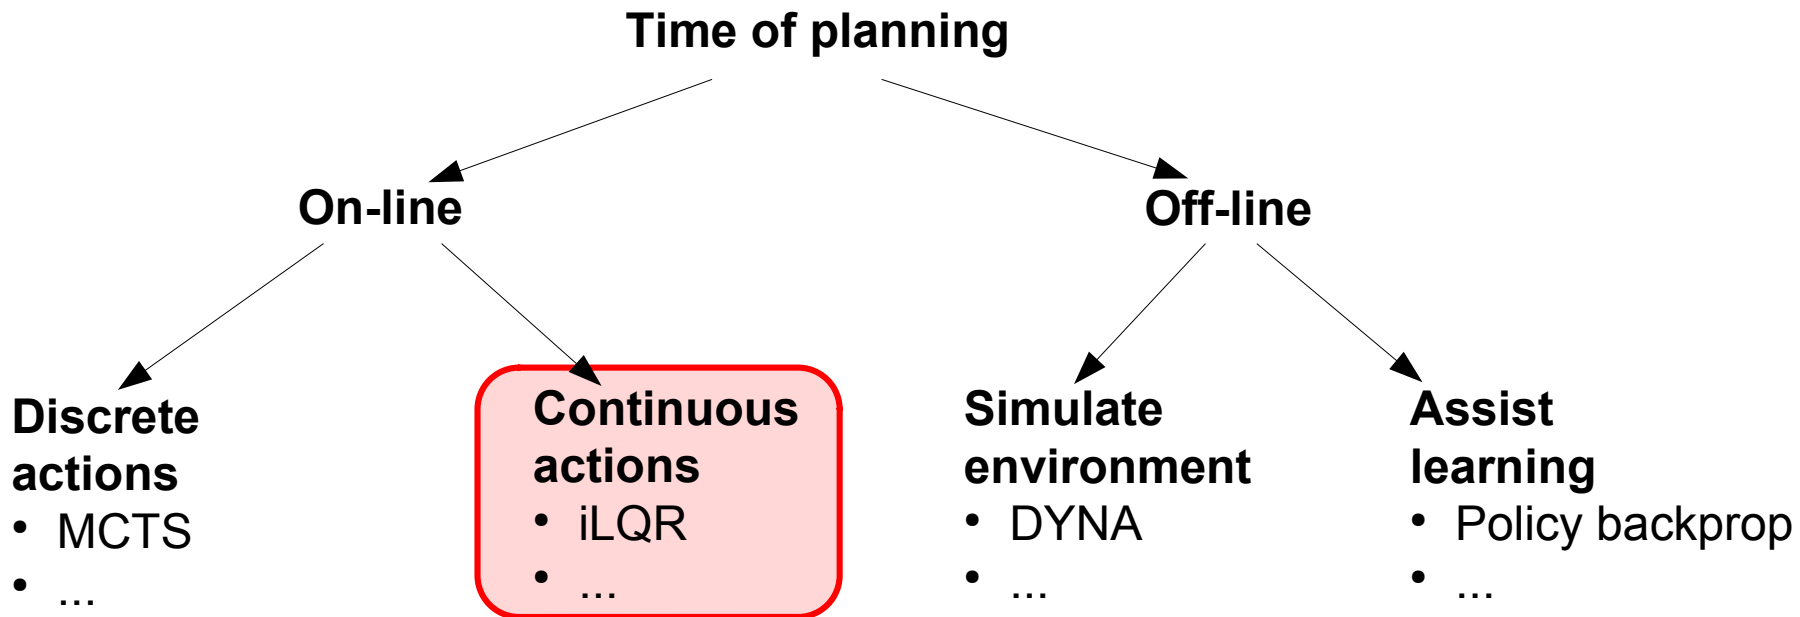 Time of planning
On-line
Off-line
Discrete
actions
• MCTS
• ...
Continuous
actions
• iLQR
• ...
Simulate
environment
• DYNA
• ...
Assist
learning
• Policy backprop
• ...